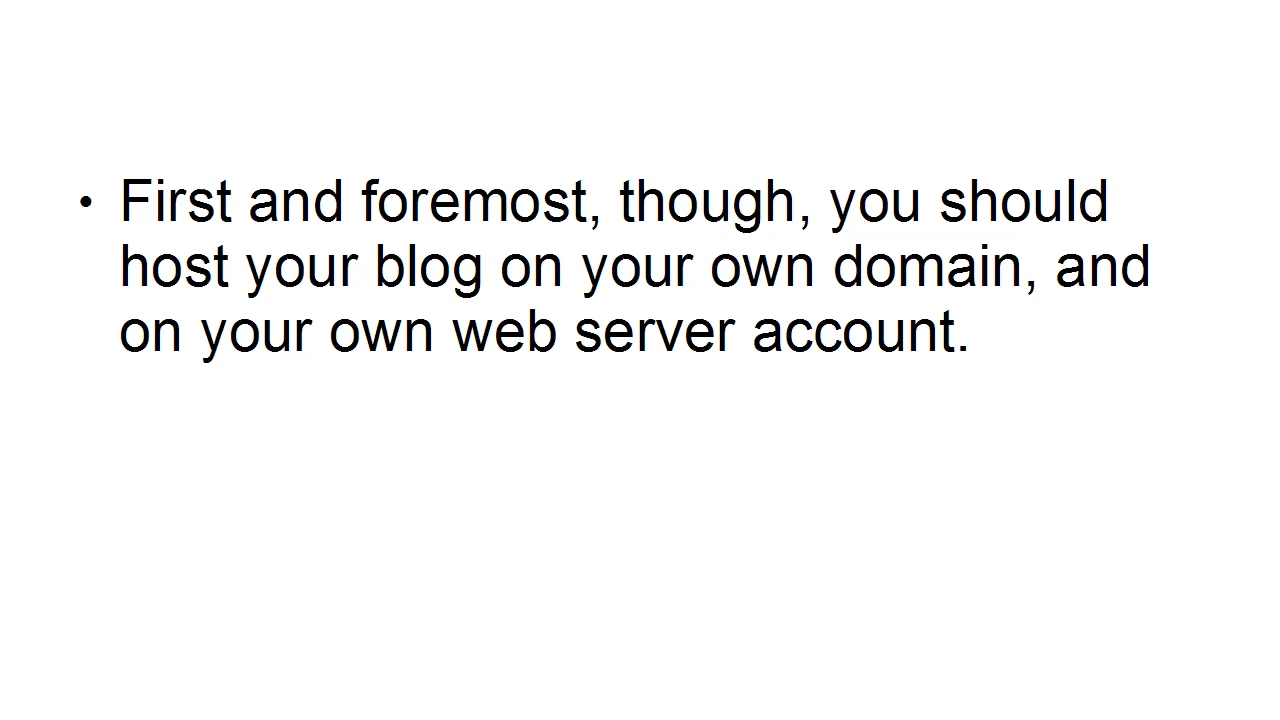 • First and foremost, though, you should
host your blog on your own domain, and
on your own web server account.